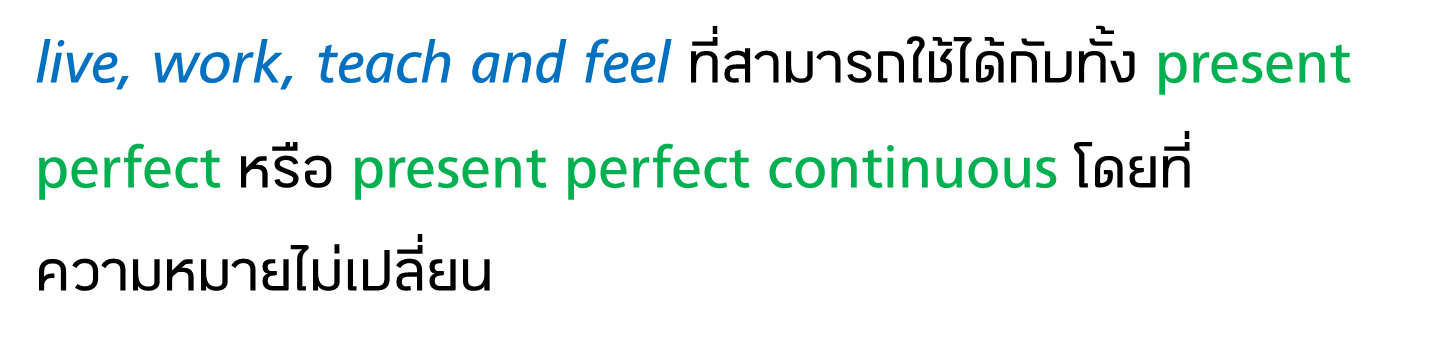 live, work, teach and feel ที่สามารถใช้ได้กับทั้ง present
perfect หรือ present perfect continuous โดยที่
ความหมายไม่เปลี่ยน